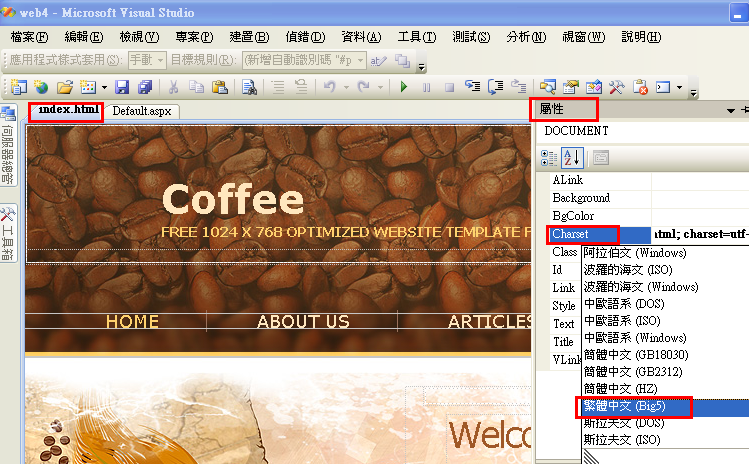 web4 - Microsoft Visual Studio
檔案(F) 編輯(E) 檢視(V) 專案(P) 建置(B) 偵錯(D) 資料(A) 工具(T) 測試(S) 分析(N) 視窗(W) 說明(H)
應用程式樣式套用(S): 手動 目標規則(R): (新增自動識別碼 "#p
index.html Default.aspx
伺服器總管
工具箱
Coffee
FREE 1024 X 768 OPTIMIZED WEBSITE TEMPLATE F
HOME ABOUT US ARTICLES
Welco
屬性
DOCUMENT
ALink
Background
BgColor
Charset html; charset=utf-
Class
Id
Link
Style
Text
Title
VLink
阿拉伯文 (Windows)
波羅的海文 (ISO)
波羅的海文 (Windows)
中歐語系 (DOS)
中歐語系 (ISO)
中歐語系 (Windows)
簡體中文 (GB18030)
簡體中文 (GB2312)
簡體中文 (HZ)
繁體中文 (Big5)
斯拉夫文 (DOS)
斯拉夫文 (ISO)